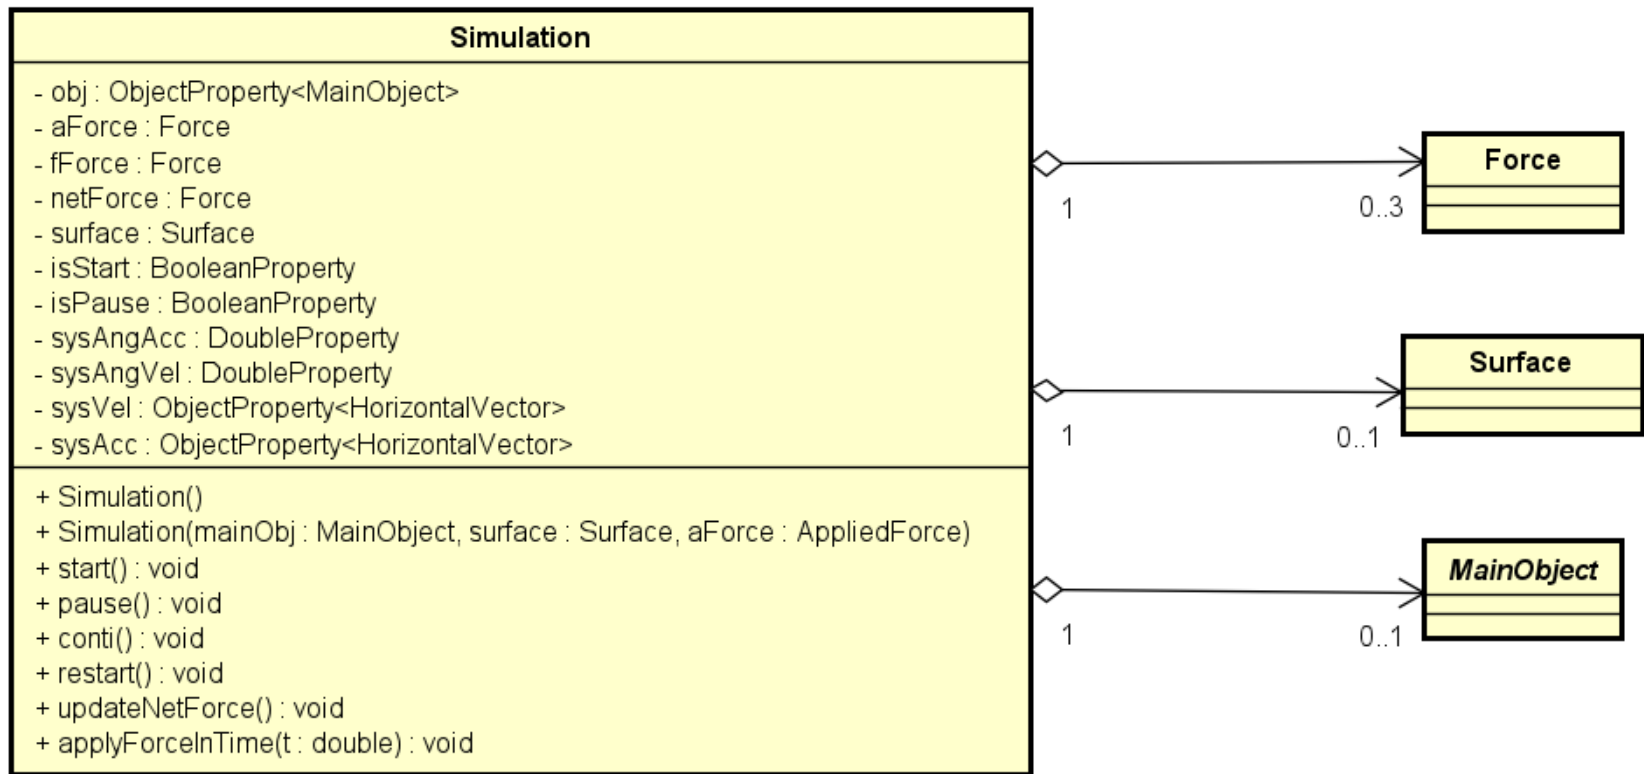 Simulation
- obj : ObjectProperty<MainObject>
- aForce : Force
- fForce : Force
- netForce : Force
- surface : Surface
- isStart : BooleanProperty
- isPause : BooleanProperty
- sysAngAcc : DoubleProperty
- sysAngVel : DoubleProperty
- sysVel : ObjectProperty<HorizontalVector>
- sysAcc : ObjectProperty<HorizontalVector>
+ Simulation()
+ Simulation(mainObj : MainObject, surface : Surface, aForce : AppliedForce)
+ start() : void
+ pause() : void
+ conti() : void
+ restart() : void
+ updateNetForce() : void
+ applyForceInTime(t : double) : void
Force
1
0..3
Surface
1
0..1
MainObject
1
0..1